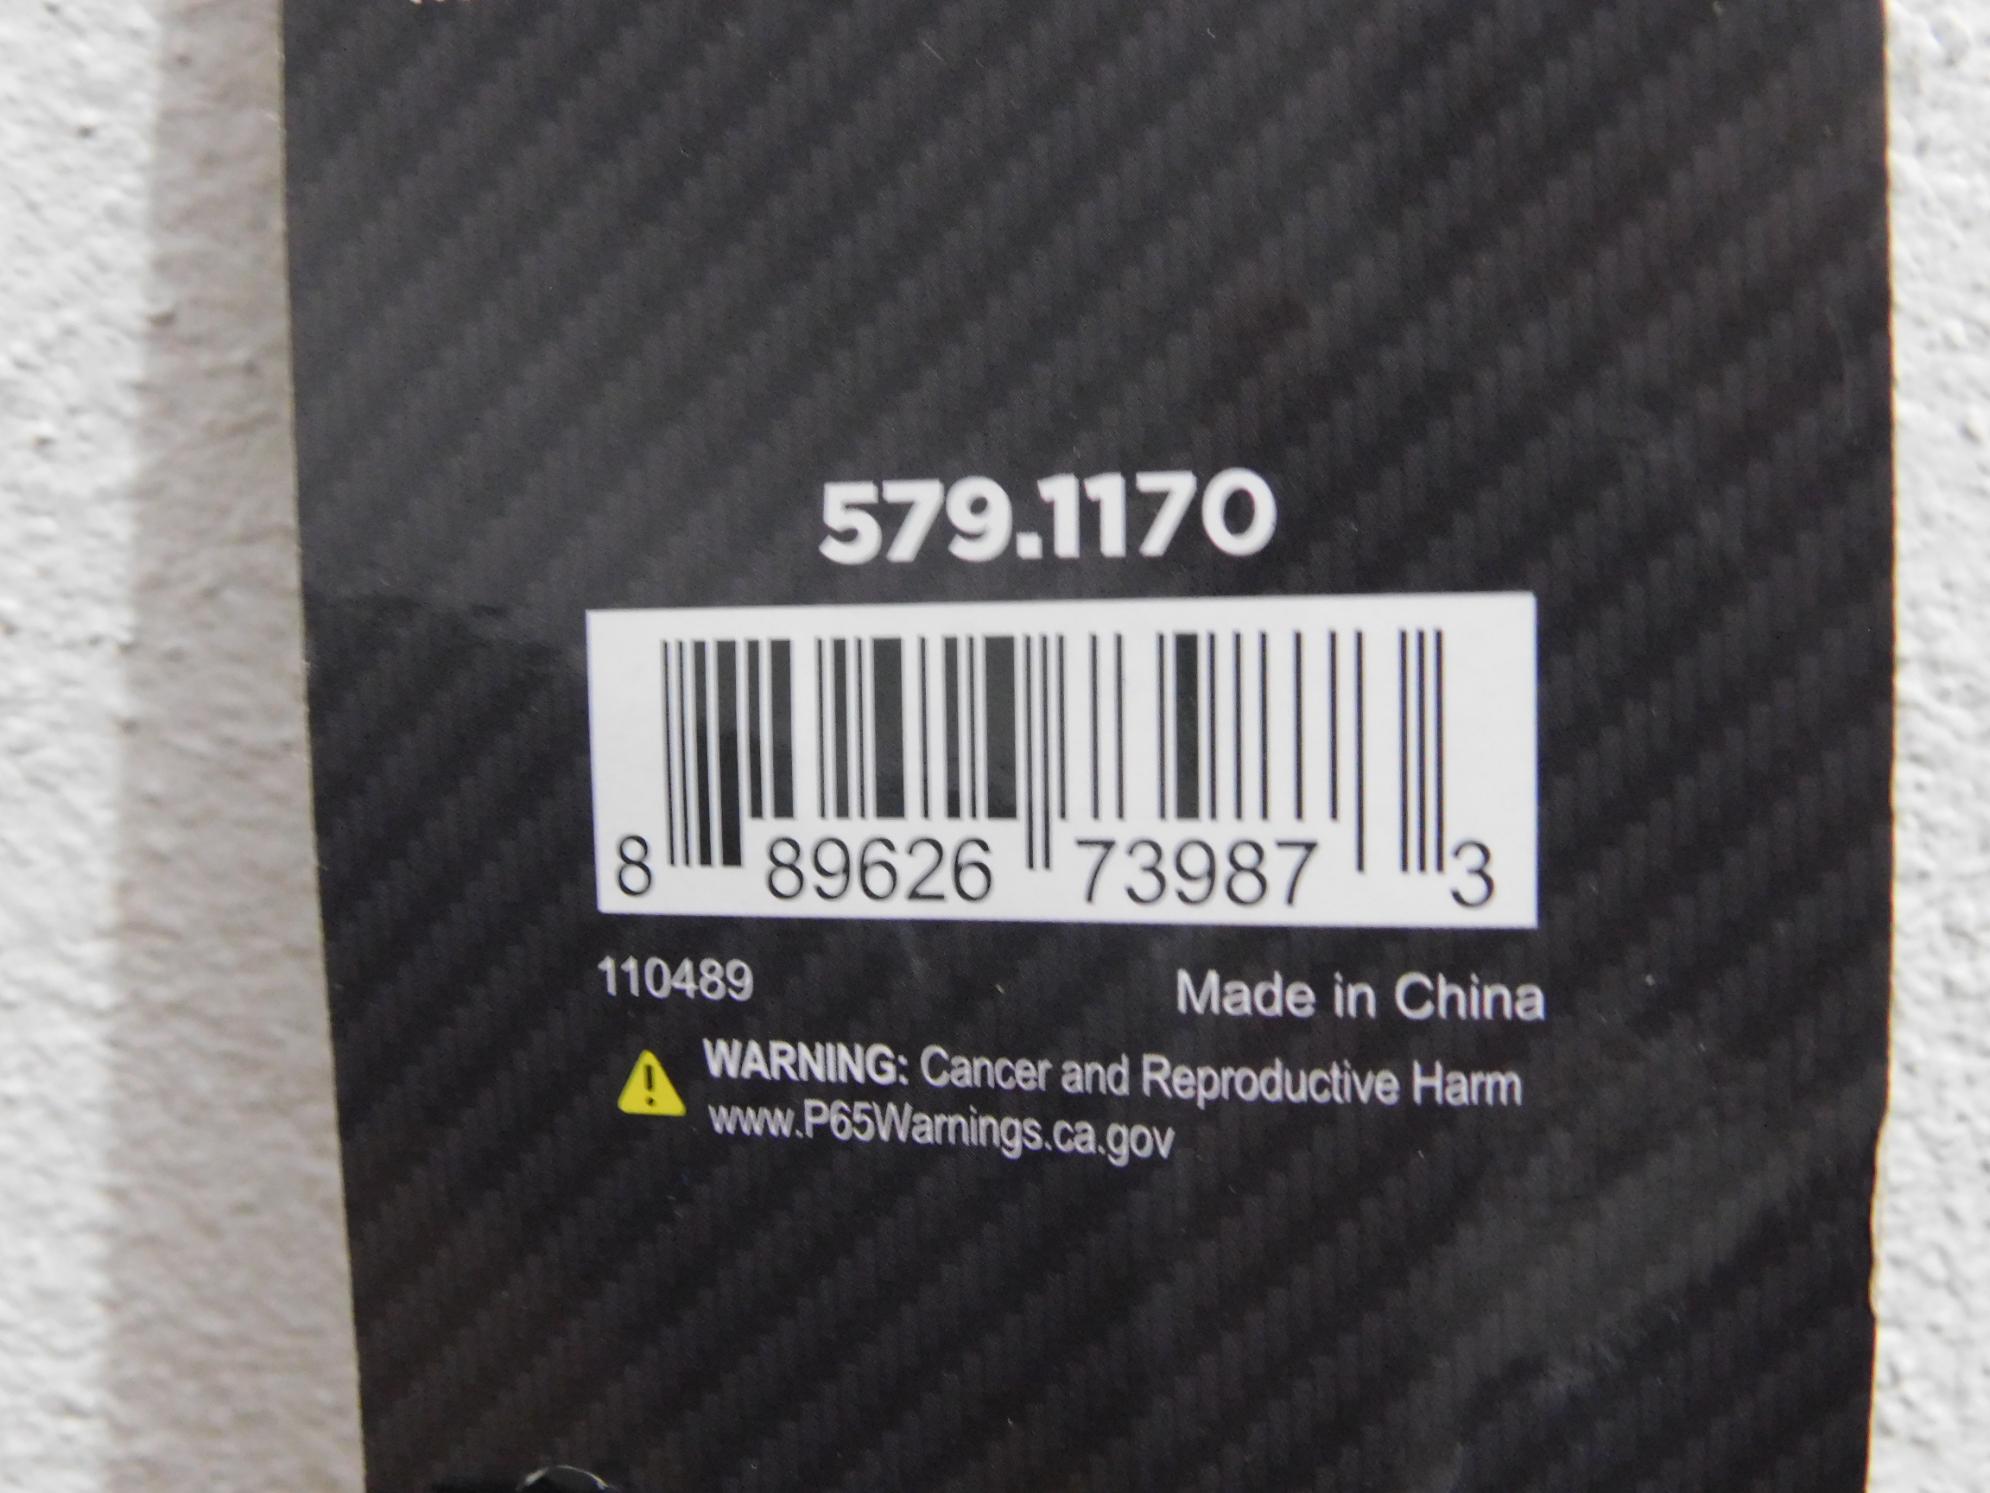 579.1170
8 89626 73987 3
110489 Made in China
WARNING: Cancer and Reproductive Harm
www.P65Warnings.ca.gov